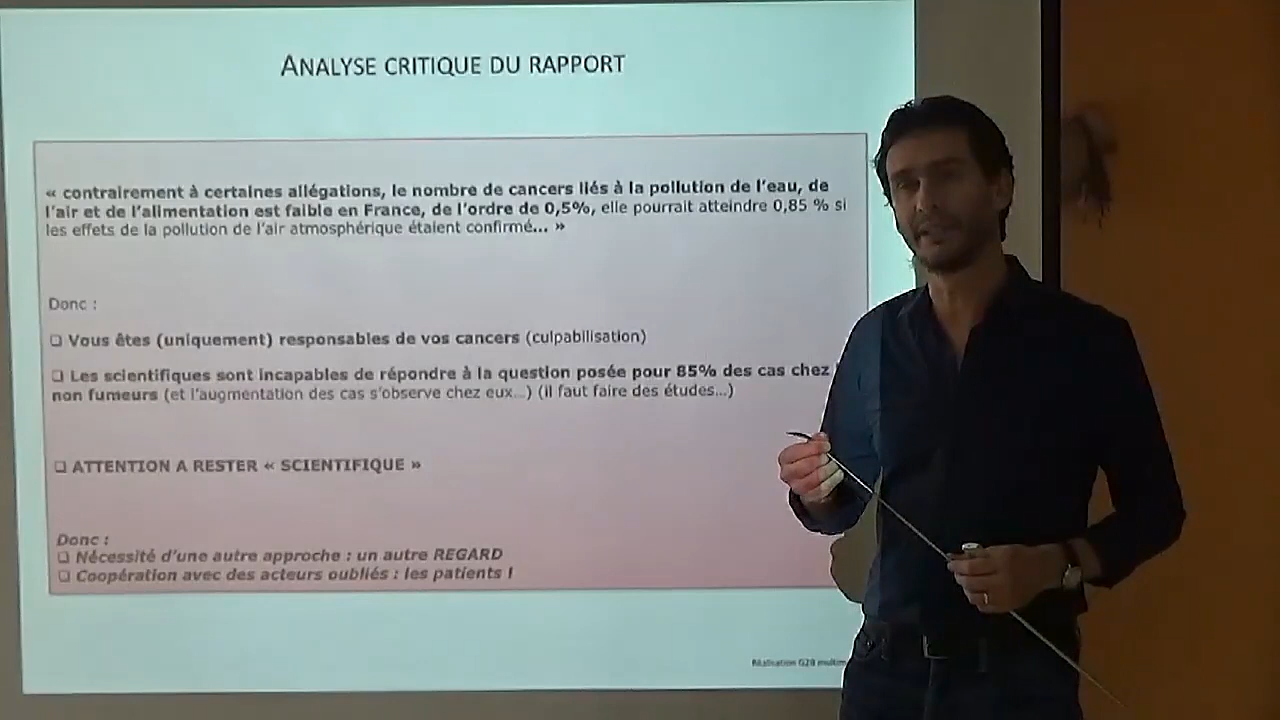 ANALYSE CRITIQUE DU RAPPORT
« contrairement à certaines allégations, le nombre de cancers liés à la pollution de l'eau, de
l'air et de l'alimentation est faible en France, de l'ordre de 0,5%, elle pourrait atteindre 0,85 % si
les effets de la pollution de l'air atmosphérique étaient confirmé... »
Donc :
❑ Vous êtes (uniquement) responsables de vos cancers (culpabilisation)
❑ Les scientifiques sont incapables de répondre à la question posée pour 85% des cas chez
non fumeurs (et l'augmentation des cas s'observe chez eux...) (il faut faire des études...)
❑ ATTENTION A RESTER « SCIENTIFIQUE »
Donc :
❑ Nécessité d'une autre approche : un autre REGARD
❑ Coopération avec des acteurs oubliés : les patients !
Réalisation G2B multim